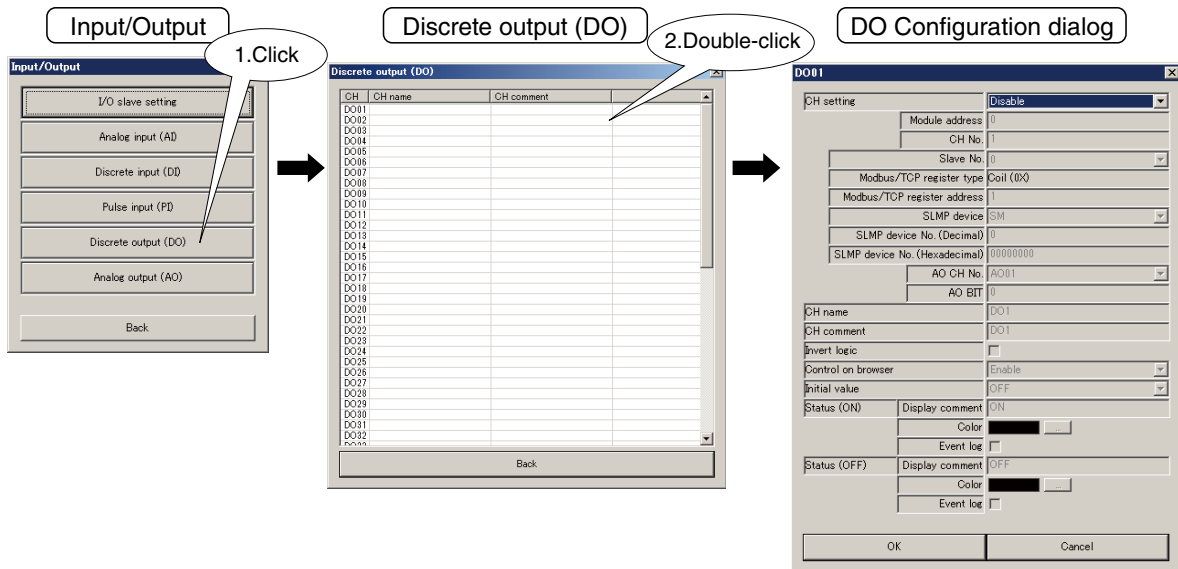 Input/Output
1.Click
Input/Output
I/O slave setting
Analog input (AI)
Discrete input (DI)
Pulse input (PI)
Discrete output (DO)
Analog output (AO)
Back
Discrete output (DO)
2.Double-click
Discrete output (DO)
CH CH name CH comment
DO01
DO02
DO03
DO04
DO05
DO06
DO07
DO08
DO09
DO10
DO11
DO12
DO13
DO14
DO15
DO16
DO17
DO18
DO19
DO20
DO21
DO22
DO23
DO24
DO25
DO26
DO27
DO28
DO29
DO30
DO31
DO32
Back
DO Configuration dialog
DO01
CH setting Disable
Module address 0
CH No. 1
Slave No. 0
Modbus/TCP register type Coil (0X)
Modbus/TCP register address 1
SLMP device SM
SLMP device No. (Decimal) 0
SLMP device No. (Hexadecimal) 00000000
AO CH No. AO01
AO BIT 0
CH name DO1
CH comment DO1
Invert logic
Control on browser Enable
Initial value OFF
Status (ON) Display comment ON
Color ...
Event log
Status (OFF) Display comment OFF
Color ...
Event log
OK Cancel